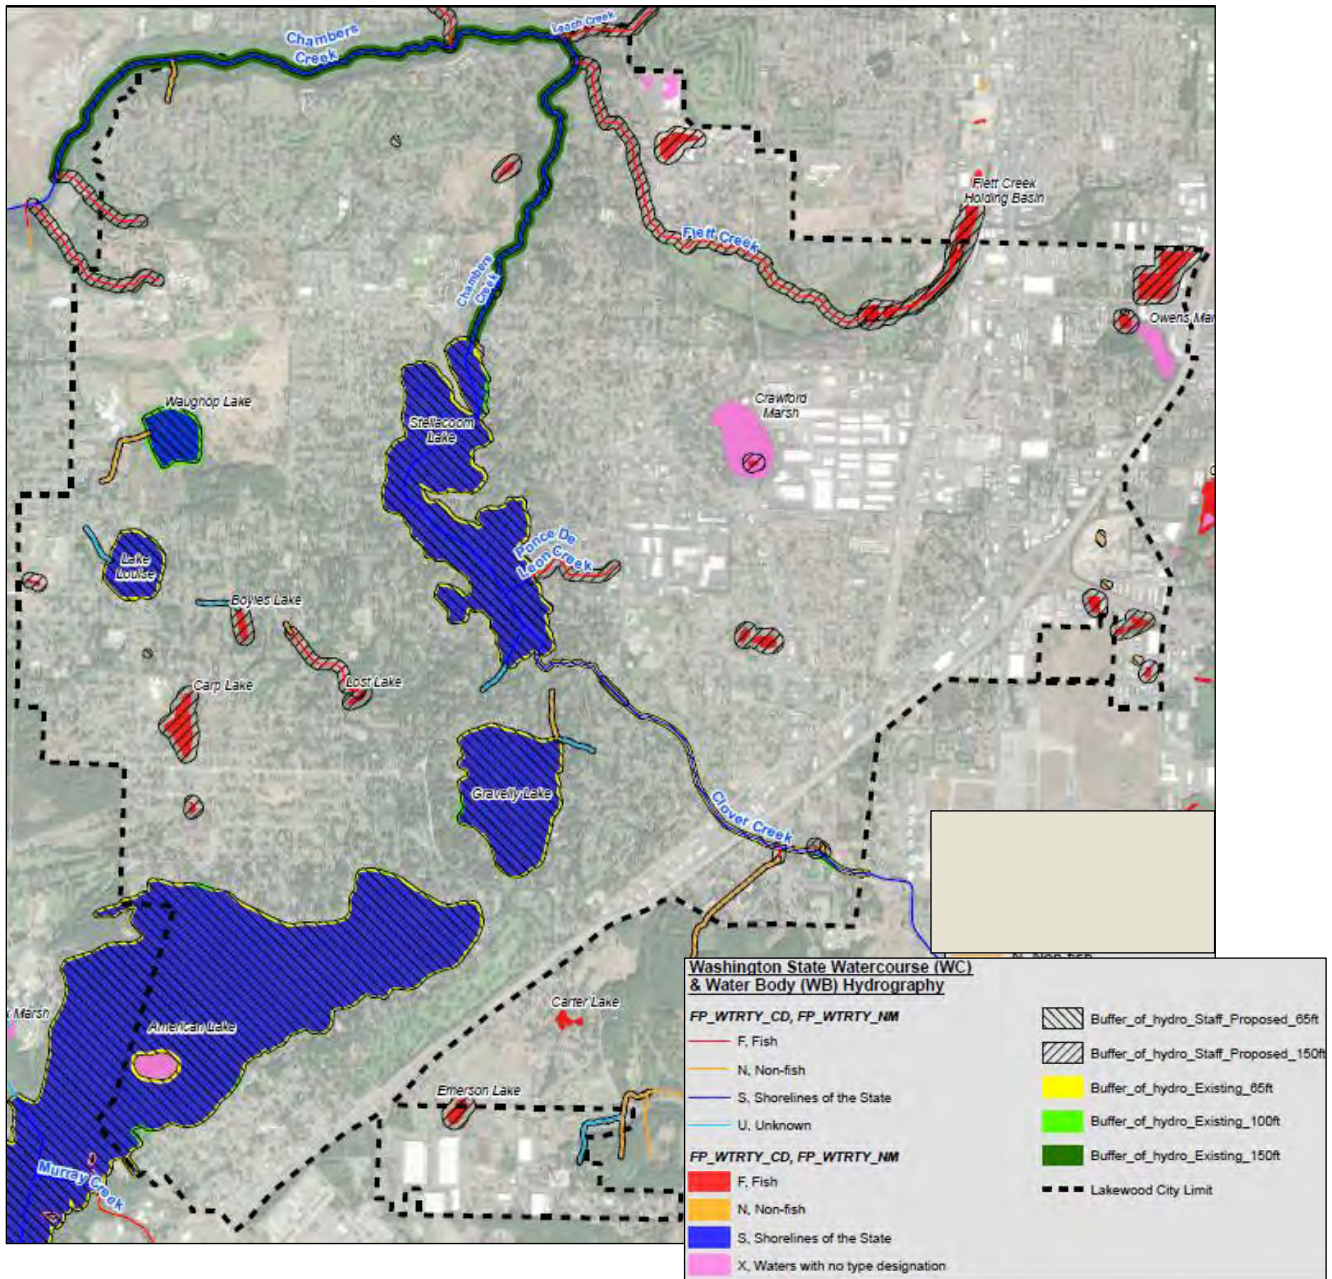 Chambers
Creek
Leach Creek
Flett Creek
Holding Basin
Flett Creek
Chambers
Creek
Owens Mar
Waughop Lake
Crawford
Marsh
Steilacoom
Lake
Ponce De
Leon Creek
Lake
Louise
Boyles Lake
Carp Lake
Lost Lake
Gravelly Lake
Clover Creek
N, Non-fish
Carter Lake
Marsh
American Lake
Emerson Lake
Murray Creek
Washington State Watercourse (WC)
& Water Body (WB) Hydrography
FP_WTRTY_CD, FP_WTRTY_NM
F, Fish
N, Non-fish
S, Shorelines of the State
U, Unknown
FP_WTRTY_CD, FP_WTRTY_NM
F, Fish
N, Non-fish
S, Shorelines of the State
X, Waters with no type designation
Buffer_of_hydro_Staff_Proposed_65ft
Buffer_of_hydro_Staff_Proposed_150ft
Buffer_of_hydro_Existing_65ft
Buffer_of_hydro_Existing_100ft
Buffer_of_hydro_Existing_150ft
Lakewood City Limit